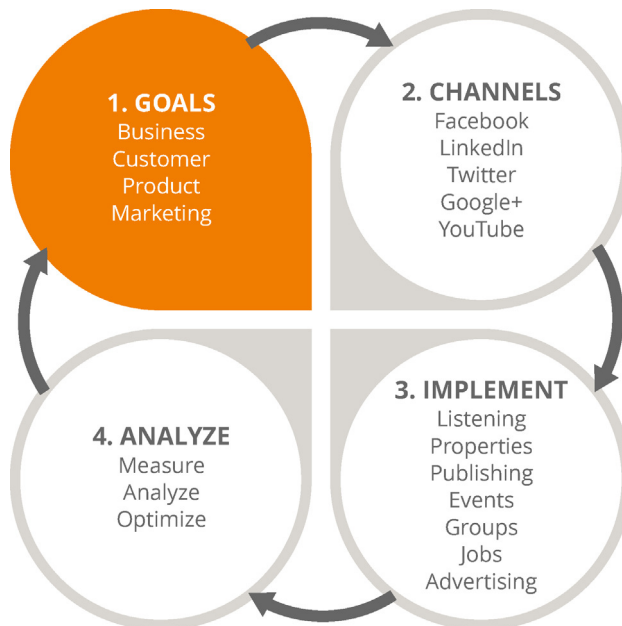 1. GOALS
Business
Customer
Product
Marketing
2. CHANNELS
Facebook
LinkedIn
Twitter
Google+
YouTube
3. IMPLEMENT
Listening
Properties
Publishing
Events
Groups
Jobs
Advertising
4. ANALYZE
Measure
Analyze
Optimize